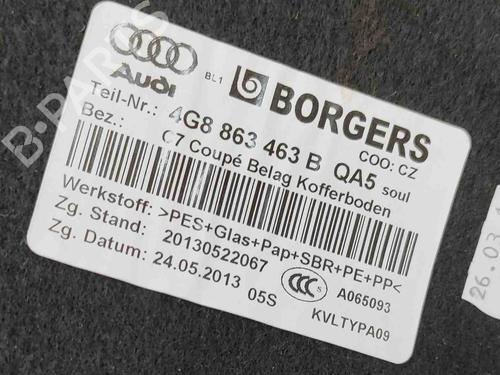 Audi
BL1 BORGERS
COO: CZ
Teil-Nr.: 4G8 863 463 B QA5 soul
Bez.: C7 Coupé Belag Kofferboden
Werkstoff: >PES+Glas+Pap+SBR+PE+PP<
Zg. Stand: 20130522067
Zg. Datum: 24.05.2013 05S
CCC
A065093
KVLTYPA09
26.03.
B-PARTS